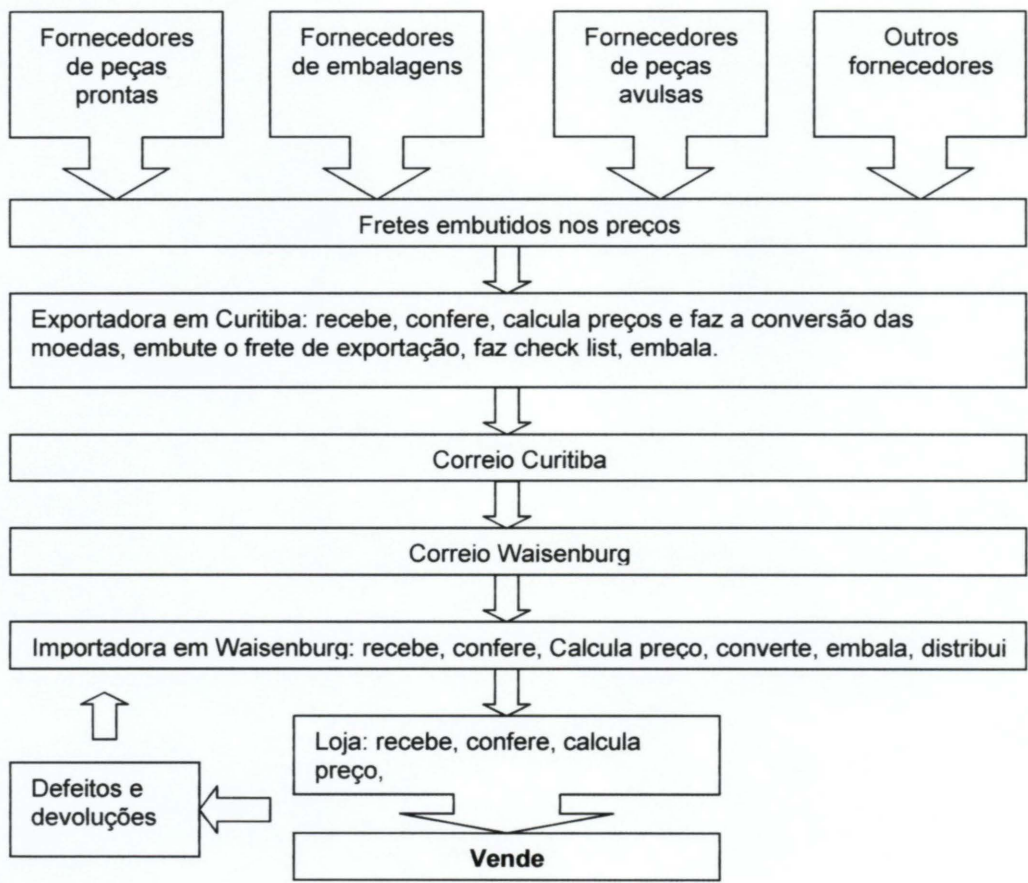 Fornecedores
de peças
prontas
Fornecedores
de embalagens
Fornecedores
de peças
avulsas
Outros
fornecedores
Fretes embutidos nos preços
Exportadora em Curitiba: recebe, confere, calcula preços e faz a conversão das
moedas, embute o frete de exportação, faz check list, embala.
Correio Curitiba
Correio Waisenburg
Importadora em Waisenburg: recebe, confere, Calcula preço, converte, embala, distribui
Loja: recebe, confere, calcula
preço,
Defeitos e
devoluções
Vende